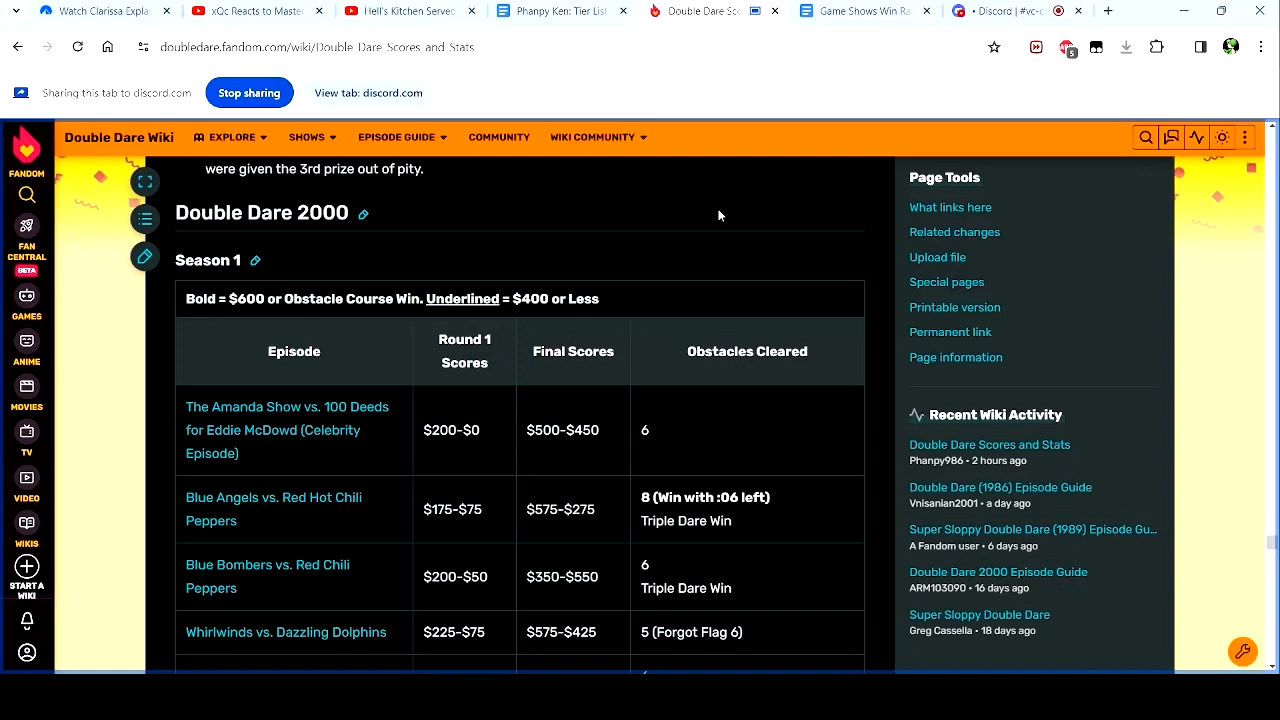 Watch Clarissa Expla
xQc Reacts to Master
Hell's Kitchen Served
Phanpy Ken: Tier List
Double Dare Sco
Game Shows Win Ra
Discord | #vc-c
doubledare.fandom.com/wiki/Double_Dare_Scores_and_Stats
5
Sharing this tab to discord.com
Stop sharing
View tab: discord.com
FANDOM
FAN CENTRAL
BETA
GAMES
ANIME
MOVIES
TV
VIDEO
WIKIS
START A WIKI
Double Dare Wiki
EXPLORE
SHOWS
EPISODE GUIDE
COMMUNITY
WIKI COMMUNITY
were given the 3rd prize out of pity.
Double Dare 2000
Season 1
Bold = $600 or Obstacle Course Win. Underlined = $400 or Less
Episode
Round 1 Scores
Final Scores
Obstacles Cleared
The Amanda Show vs. 100 Deeds
for Eddie McDowd (Celebrity
Episode)
$200-$0
$500-$450
6
Blue Angels vs. Red Hot Chili
Peppers
$175-$75
$575-$275
8 (Win with :06 left)
Triple Dare Win
Blue Bombers vs. Red Chili
Peppers
$200-$50
$350-$550
6
Triple Dare Win
Whirlwinds vs. Dazzling Dolphins
$225-$75
$575-$425
5 (Forgot Flag 6)
Page Tools
What links here
Related changes
Upload file
Special pages
Printable version
Permanent link
Page information
Recent Wiki Activity
Double Dare Scores and Stats
Phanpy986 • 2 hours ago
Double Dare (1986) Episode Guide
Vnisanian2001 • a day ago
Super Sloppy Double Dare (1989) Episode Gu...
A Fandom user • 6 days ago
Double Dare 2000 Episode Guide
ARM103090 • 16 days ago
Super Sloppy Double Dare
Greg Cassella • 18 days ago